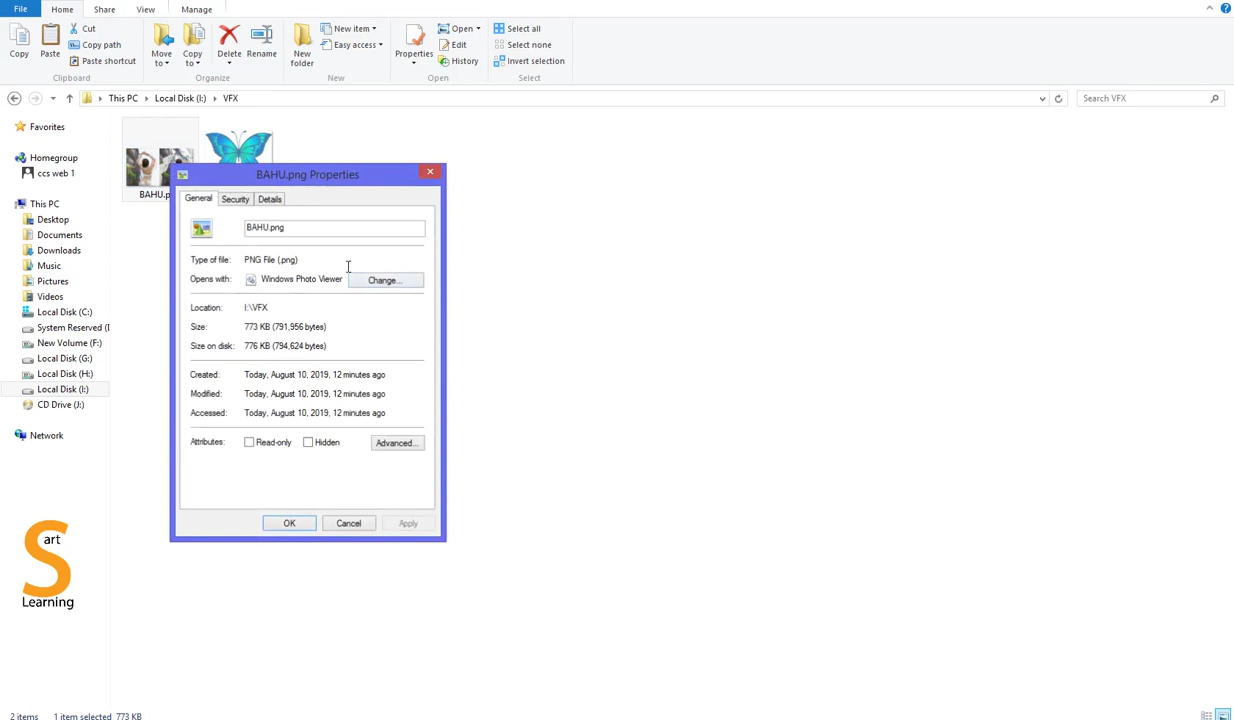 File Home Share View Manage
Copy Paste Cut Copy path Paste shortcut Move to Copy to Delete Rename New folder New item Easy access Properties Open Edit History Select all Select none Invert selection
Clipboard Organize New Open Select
This PC Local Disk (I:) VFX Search VFX
Favorites
Homegroup
ccs web 1
This PC
Desktop
Documents
Downloads
Music
Pictures
Videos
Local Disk (C:)
System Reserved (
New Volume (F:)
Local Disk (G:)
Local Disk (H:)
Local Disk (I:)
CD Drive (J:)
Network
BAHU.p
BAHU.png Properties
General Security Details
BAHU.png
Type of file: PNG File (.png)
Opens with: Windows Photo Viewer Change...
Location: I:\VFX
Size: 773 KB (791,956 bytes)
Size on disk: 776 KB (794,624 bytes)
Created: Today, August 10, 2019, 12 minutes ago
Modified: Today, August 10, 2019, 12 minutes ago
Accessed: Today, August 10, 2019, 12 minutes ago
Attributes: Read-only Hidden Advanced...
OK Cancel Apply
S art
Learning
2 items 1 item selected 773 KB